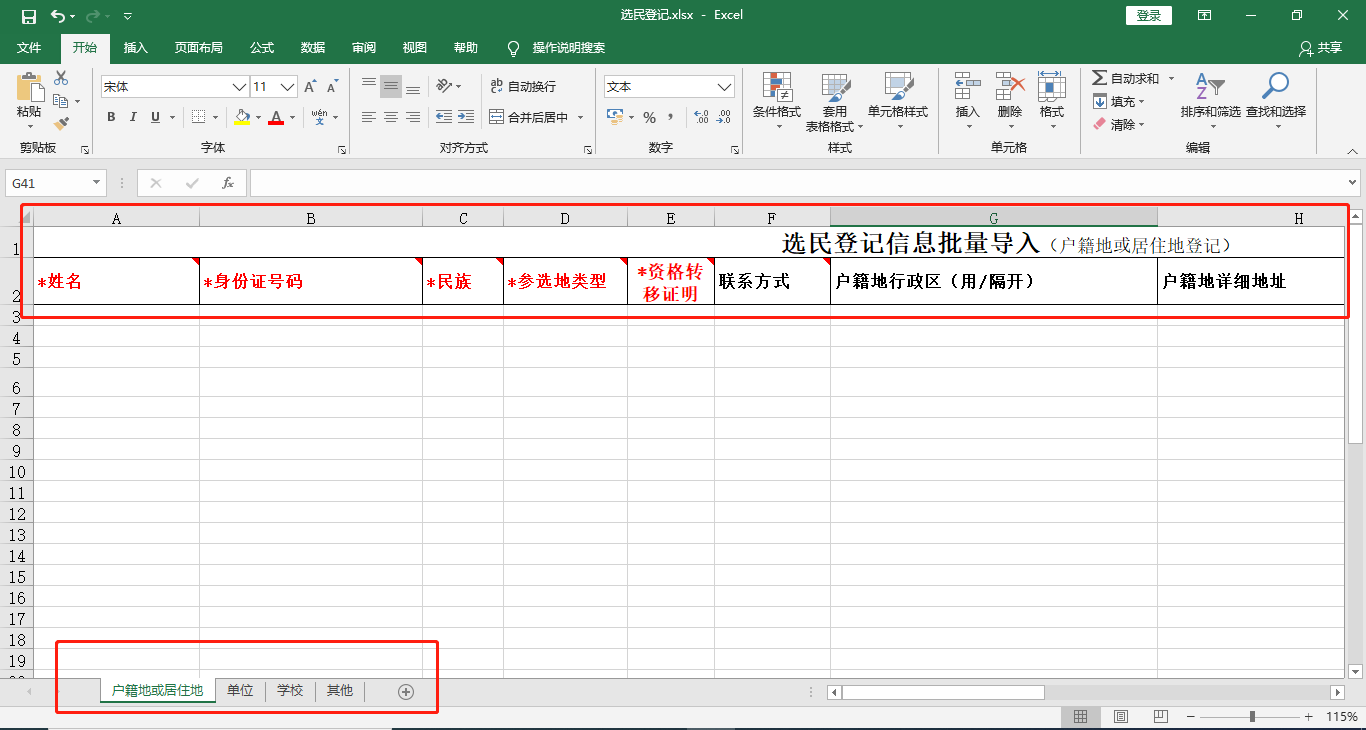 选民登记.xlsx - Excel
登录
文件 开始 插入 页面布局 公式 数据 审阅 视图 帮助 操作说明搜索 共享
宋体 11 ab 自动换行 文本 自动求和
填充
粘贴 条件格式 套用 单元格样式 插入 删除 格式 排序和筛选 查找和选择
B I U A wén 文 合并后居中 % 表格格式 清除
剪贴板 字体 对齐方式 数字 样式 单元格 编辑
G41 fx
A B C D E F G H
1 选民登记信息批量导入（户籍地或居住地登记）
2 *姓名 *身份证号码 *民族 *参选地类型 *资格转移证明 联系方式 户籍地行政区（用/隔开） 户籍地详细地址
3
4
5
6
7
8
9
10
11
12
13
14
15
16
17
18
19
户籍地或居住地 单位 学校 其他
115%